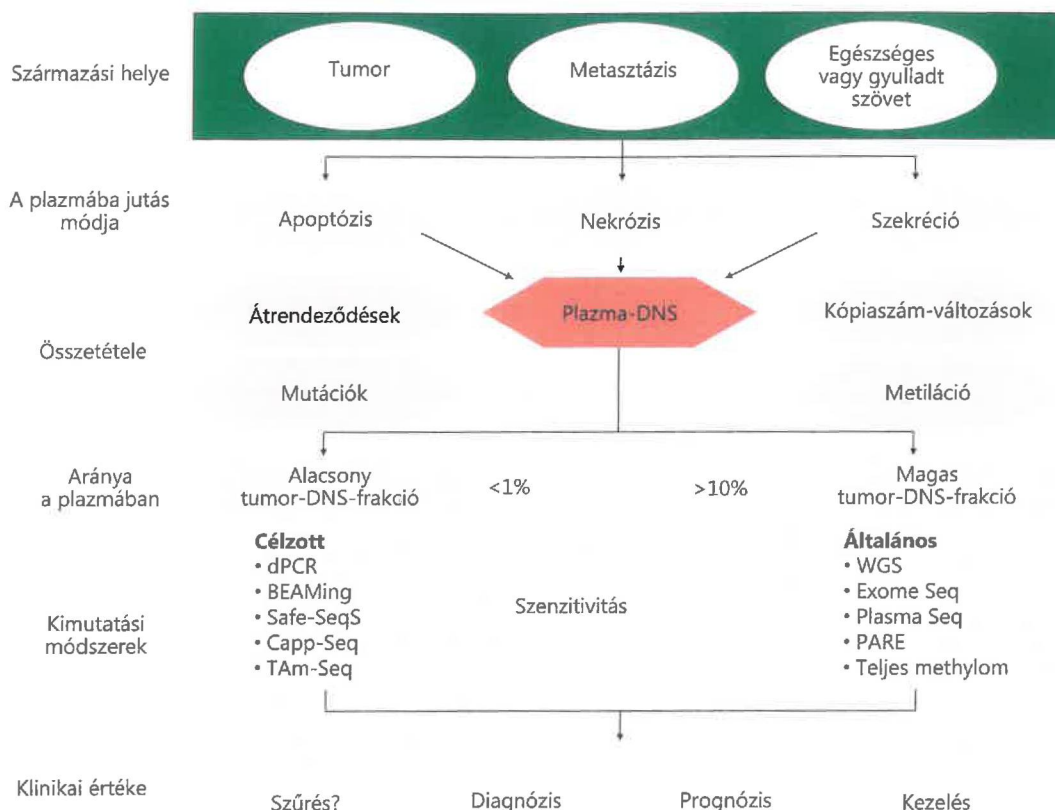 Származási helye
Tumor
Metasztázis
Egészséges
vagy gyulladt
szövet
A plazmába jutás
módja
Apoptózis
Nekrózis
Szekréció
Összetétele
Átrendeződések
Plazma-DNS
Kópiaszám-változások
Mutációk
Metiláció
Aránya
a plazmában
Alacsony
tumor-DNS-frakció
<1%
>10%
Magas
tumor-DNS-frakció
Kimutatási
módszerek
Célzott
• dPCR
• BEAMing
• Safe-SeqS
• Capp-Seq
• TAm-Seq
Szenzitivitás
Általános
• WGS
• Exome Seq
• Plasma Seq
• PARE
• Teljes methylom
Klinikai értéke
Szűrés?
Diagnózis
Prognózis
Kezelés